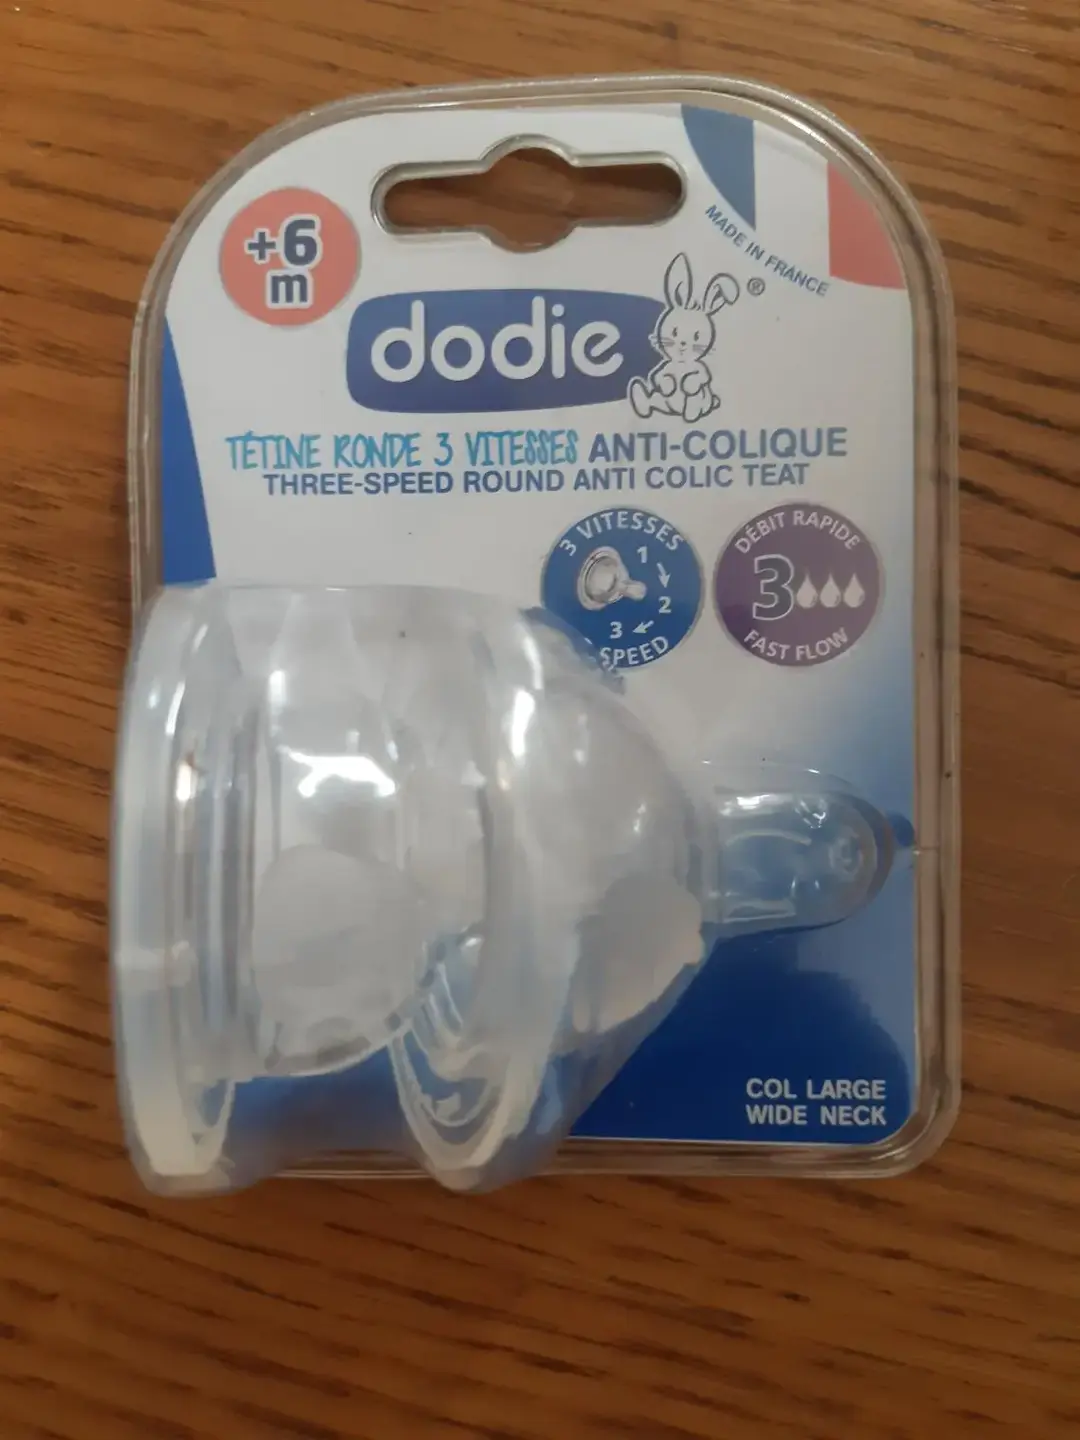 +6
m
MADE IN FRANCE
dodie®
TÉTINE RONDE 3 VITESSES ANTI-COLIQUE
THREE-SPEED ROUND ANTI COLIC TEAT
3 VITESSES
1
2
3
SPEED
DÉBIT RAPIDE
3
FAST FLOW
COL LARGE
WIDE NECK